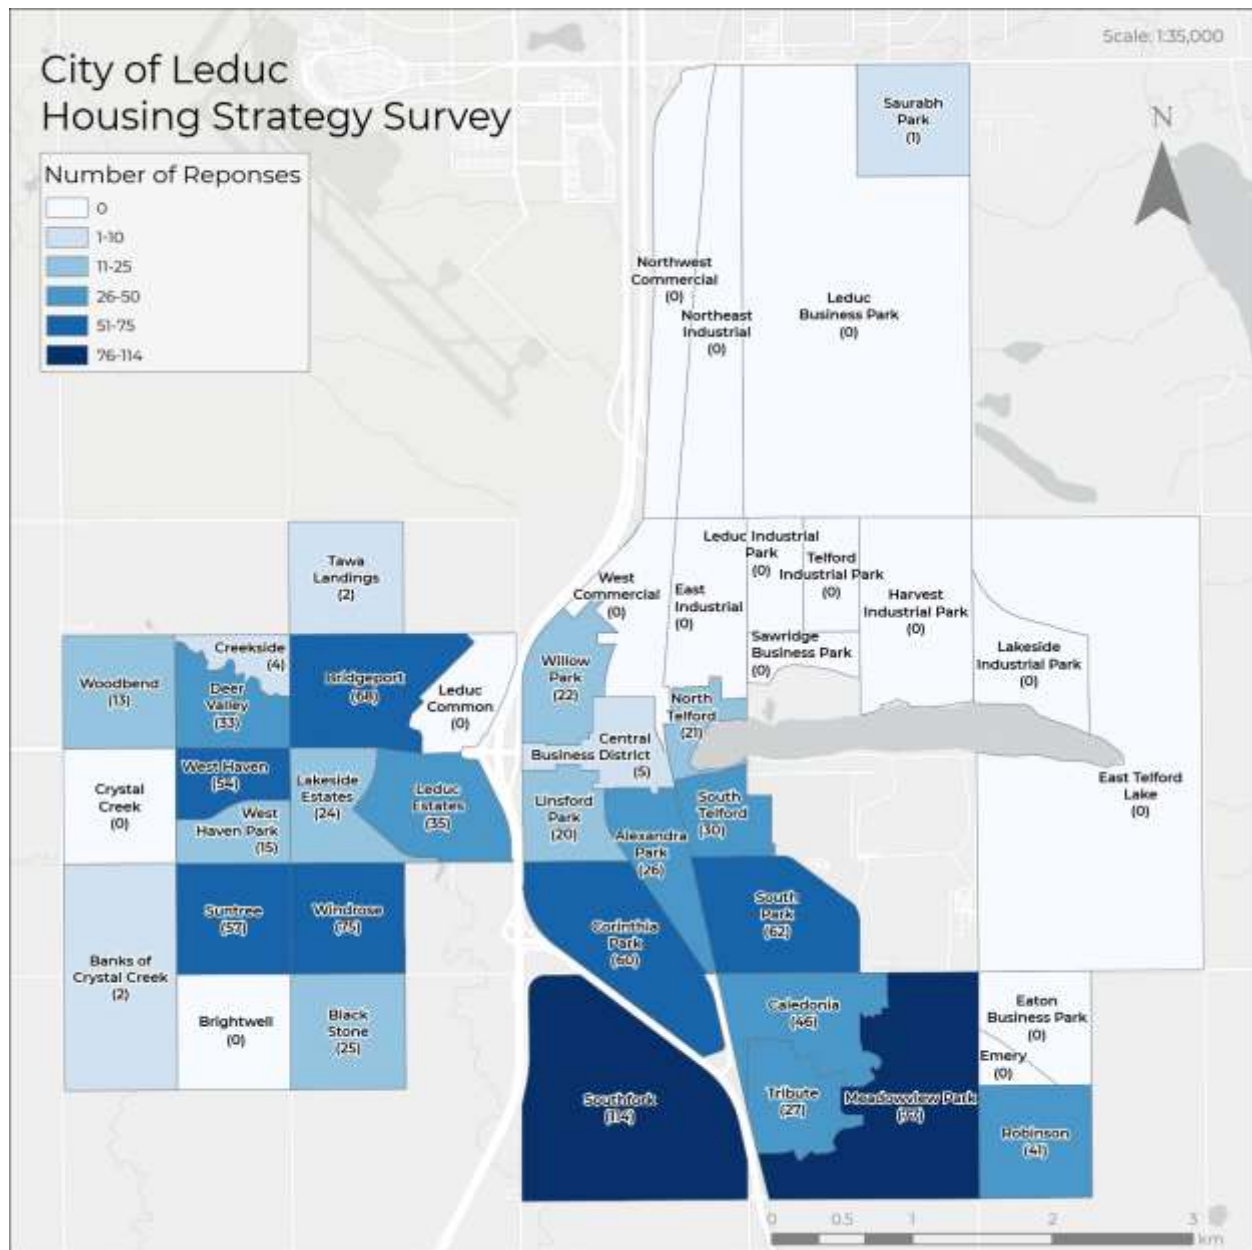 City of Leduc
Housing Strategy Survey
Scale: 1:35,000
Number of Reponses
0
1-10
11-25
26-50
51-75
76-114
N
Saurabh
Park
(1)
Northwest
Commercial
(0)
Northeast
Industrial
(0)
Leduc
Business Park
(0)
Leduc Industrial
Park
(0)
Telford
Industrial Park
(0)
West
Commercial
(0)
East
Industrial
(0)
Harvest
Industrial Park
(0)
Sawridge
Business Park
(0)
Lakeside
Industrial Park
(0)
Tawa
Landings
(2)
Creekside
(4)
Woodbend
(13)
Deer
Valley
(33)
Bridgeport
(68)
Leduc
Common
(0)
Willow
Park
(22)
North
Telford
(21)
Central
Business District
(5)
Crystal
Creek
(0)
West Haven
(54)
West
Haven Park
(15)
Lakeside
Estates
(24)
Leduc
Estates
(35)
Linsford
Park
(20)
Alexandra
Park
(26)
South
Telford
(30)
East Telford
Lake
(0)
Banks of
Crystal Creek
(2)
Suntree
(57)
Windrose
(75)
Corinthia
Park
(60)
South
Park
(62)
Brightwell
(0)
Black
Stone
(25)
Southfork
(114)
Caledonia
(46)
Tribute
(27)
Meadowview Park
Eaton
Business Park
(0)
Emery
(0)
Robinson
(41)
0 0.5 1 2 3
km